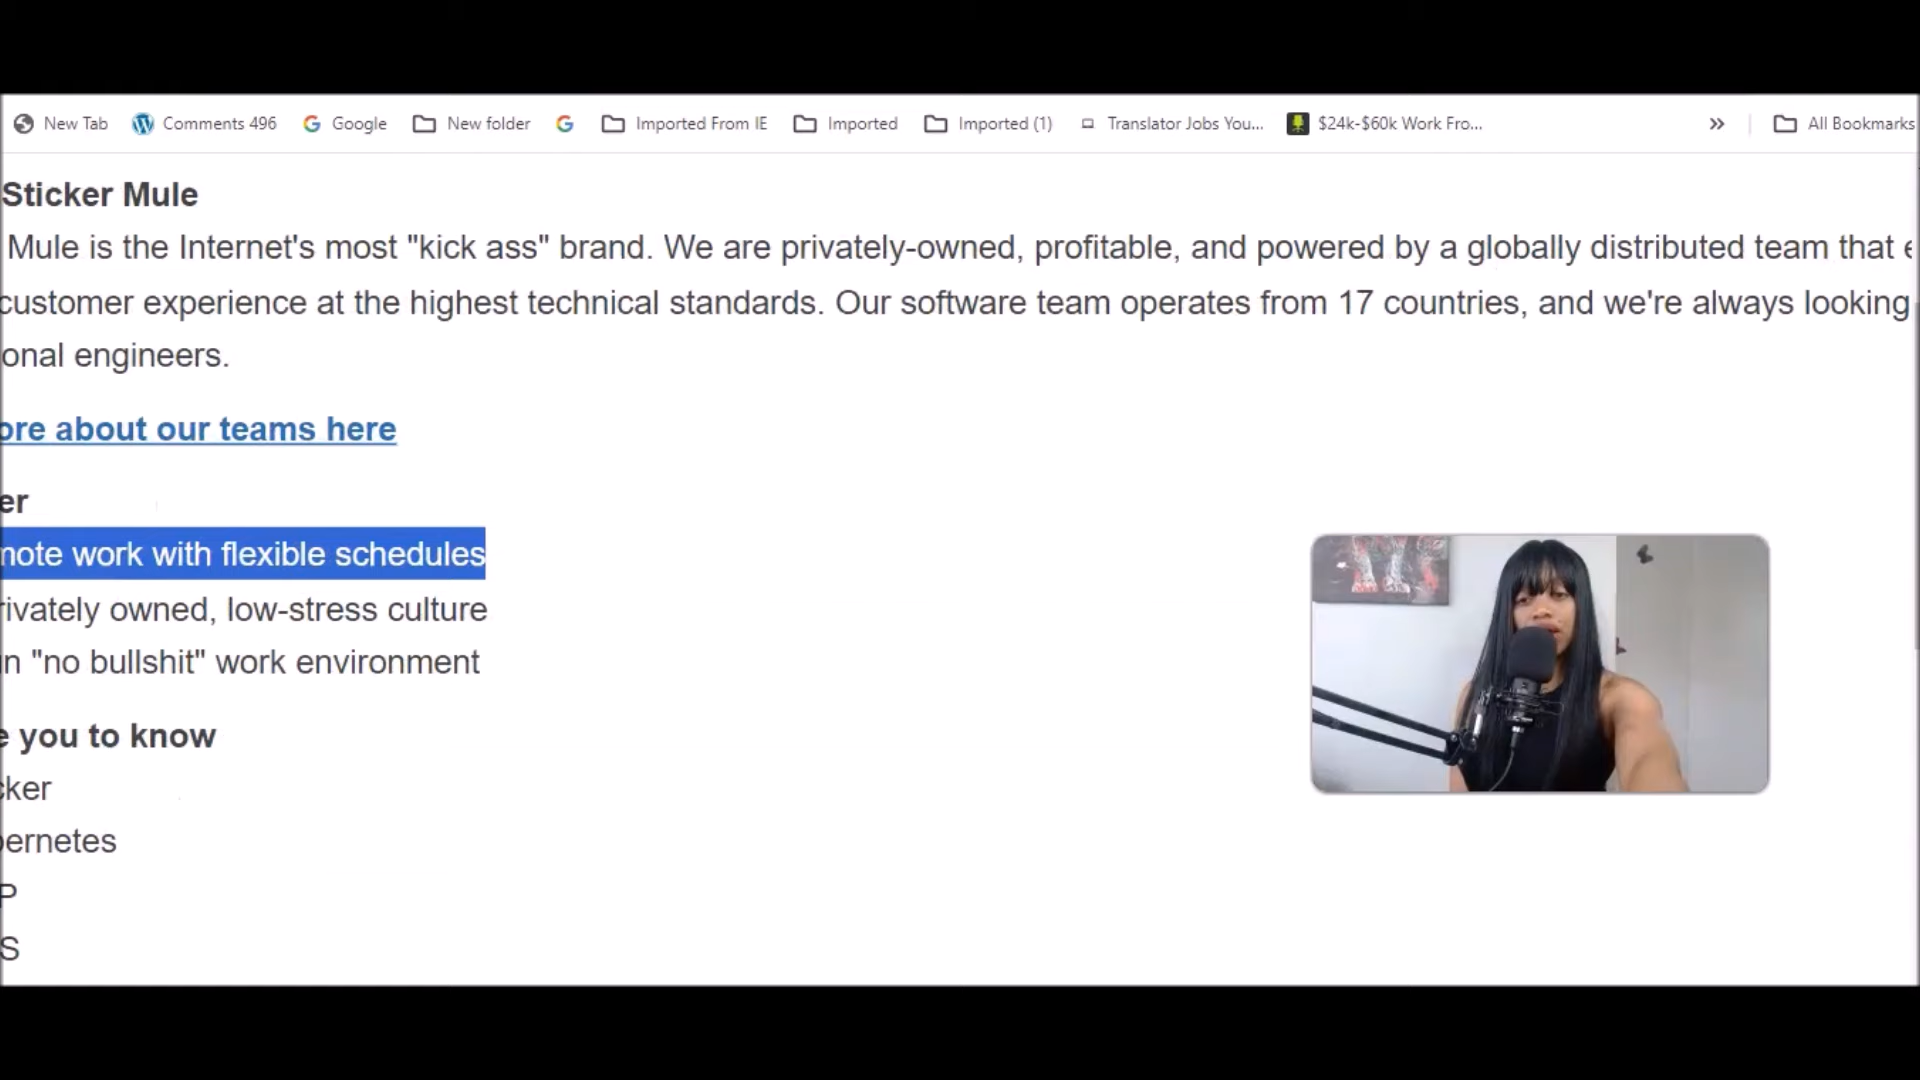 New Tab Comments 496 Google New folder Imported From IE Imported Imported (1) Translator Jobs You... $24k-$60k Work Fro... » All Bookmarks
Sticker Mule
Mule is the Internet's most "kick ass" brand. We are privately-owned, profitable, and powered by a globally distributed team that e
customer experience at the highest technical standards. Our software team operates from 17 countries, and we're always looking
onal engineers.
ore about our teams here
er
note work with flexible schedules
rivately owned, low-stress culture
un "no bullshit" work environment
e you to know
cker
bernetes
P
S